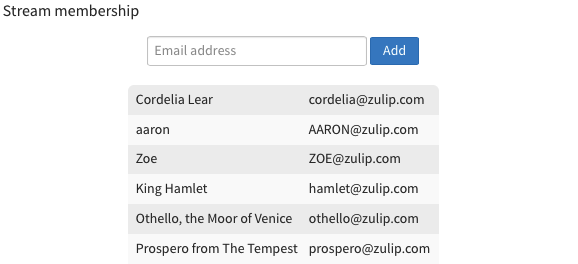 Stream membership
Email address Add
Cordelia Lear cordelia@zulip.com
aaron AARON@zulip.com
Zoe ZOE@zulip.com
King Hamlet hamlet@zulip.com
Othello, the Moor of Venice othello@zulip.com
Prospero from The Tempest prospero@zulip.com